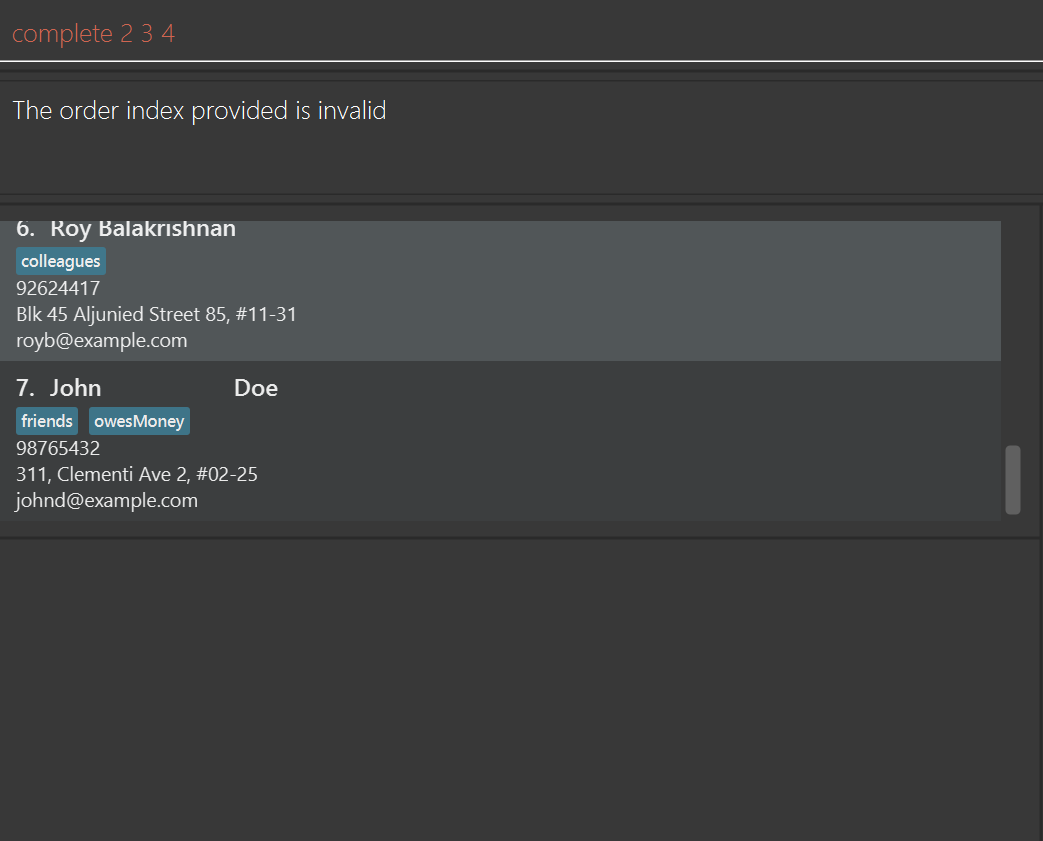 complete 2 3 4
The order index provided is invalid
6. Roy Balakrishnan
colleagues
92624417
Blk 45 Aljunied Street 85, #11-31
royb@example.com
7. John Doe
friends owesMoney
98765432
311, Clementi Ave 2, #02-25
johnd@example.com